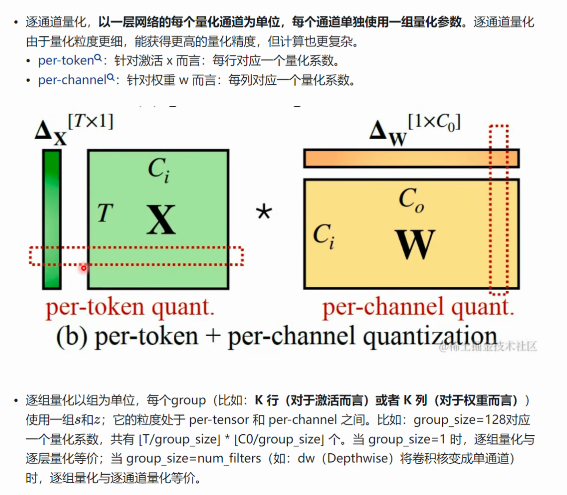 • 逐通道量化，以一层网络的每个量化通道为单位，每个通道单独使用一组量化参数。逐通道量化
由于量化粒度更细，能获得更高的量化精度，但计算也更复杂。
• per-token：针对激活 x 而言：每行对应一个量化系数。
• per-channel：针对权重 w 而言：每列对应一个量化系数。
Δ_X^[T×1]
Δ_W^[1×C_0]
C_i
T
X
*
C_o
C_i
W
per-token quant.
per-channel quant.
(b) per-token + per-channel quantization
@稀土掘金技术社区
• 逐组量化以组为单位，每个group（比如：K 行（对于激活而言）或者 K 列（对于权重而言））
使用一组s和z；它的粒度处于 per-tensor 和 per-channel 之间。比如：group_size=128对应
一个量化系数，共有 ⌊T/group_size⌋ * ⌊C0/group_size⌋ 个。当 group_size=1 时，逐组量化与
逐层量化等价；当 group_size=num_filters（如：dw（Depthwise）将卷积核变成单通道）
时，逐组量化与逐通道量化等价。